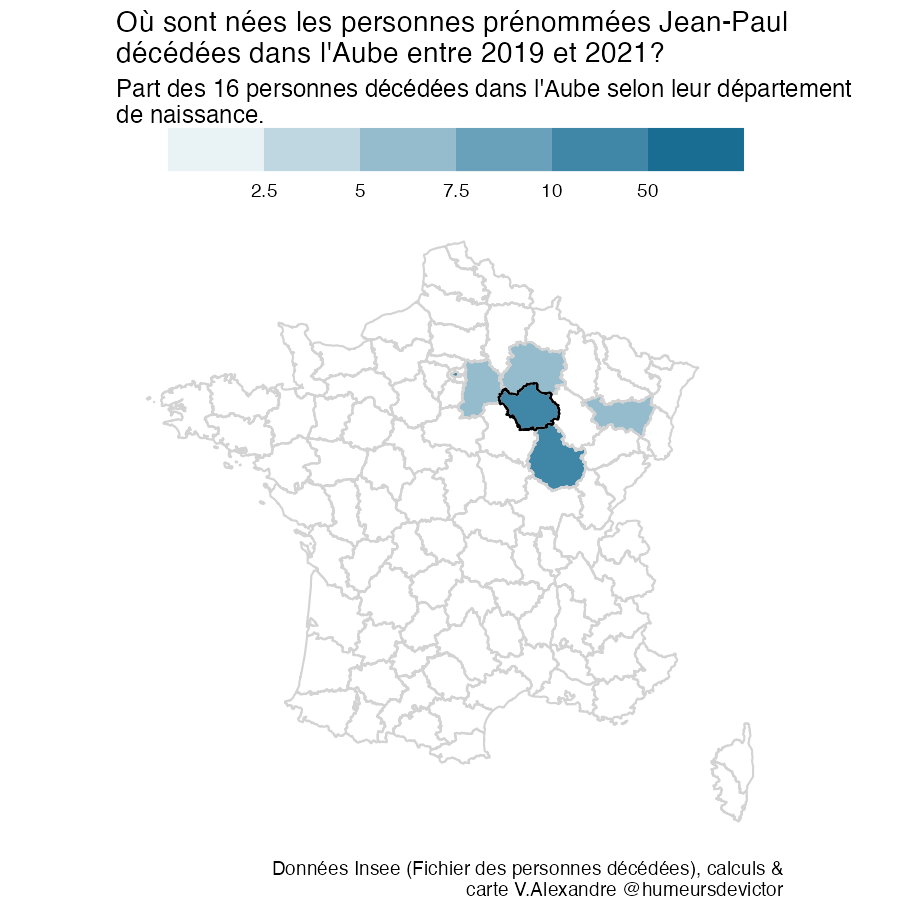 Où sont nées les personnes prénommées Jean-Paul
décédées dans l'Aube entre 2019 et 2021?
Part des 16 personnes décédées dans l'Aube selon leur département
de naissance.
2.5 5 7.5 10 50
Données Insee (Fichier des personnes décédées), calculs &
carte V.Alexandre @humeursdevictor